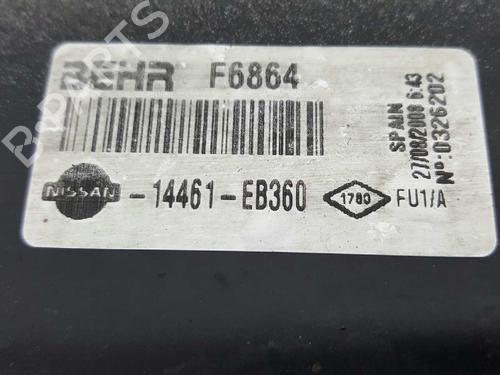 BEHR F6864
NISSAN -14461-EB360
1780 FU1/A
SPAIN
27/08/2008 6:43
Nº:0326202
B-PARTS